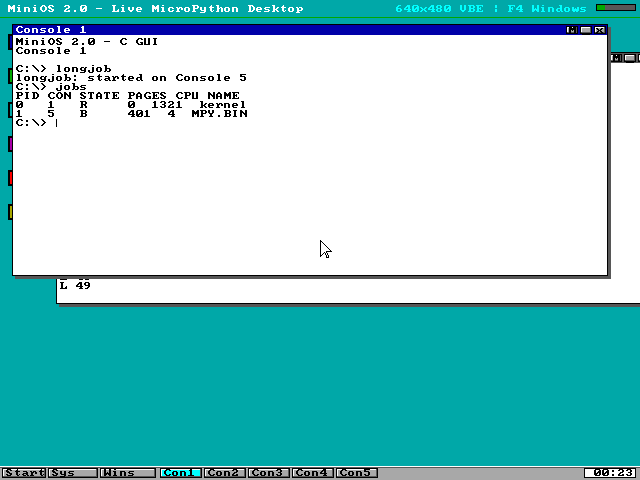 MiniOS 2.0 - Live MicroPython Desktop
640x480 VBE | F4 Windows
Console 1
M
X
MiniOS 2.0 - C GUI
Console 1
C:\> longjob
longjob: started on Console 5
C:\> jobs
PID CON STATE PAGES CPU NAME
0 1 R 0 1321 kernel
1 5 B 401 4 MPY.BIN
C:\>
M
L 49
Start
Sys
Wins
Con1
Con2
Con3
Con4
Con5
00:23